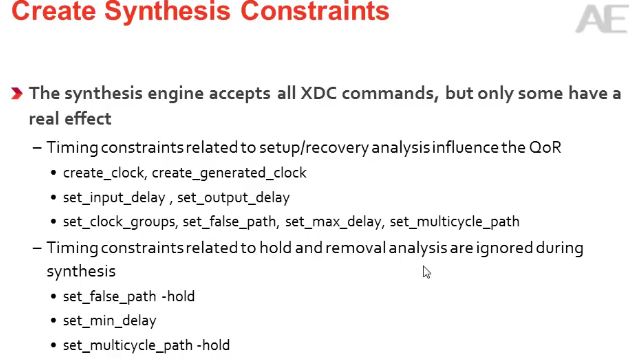 Create Synthesis Constraints
AE
The synthesis engine accepts all XDC commands, but only some have a
real effect
– Timing constraints related to setup/recovery analysis influence the QoR
• create_clock, create_generated_clock
• set_input_delay , set_output_delay
• set_clock_groups, set_false_path, set_max_delay, set_multicycle_path
– Timing constraints related to hold and removal analysis are ignored during
synthesis
• set_false_path -hold
• set_min_delay
• set_multicycle_path -hold